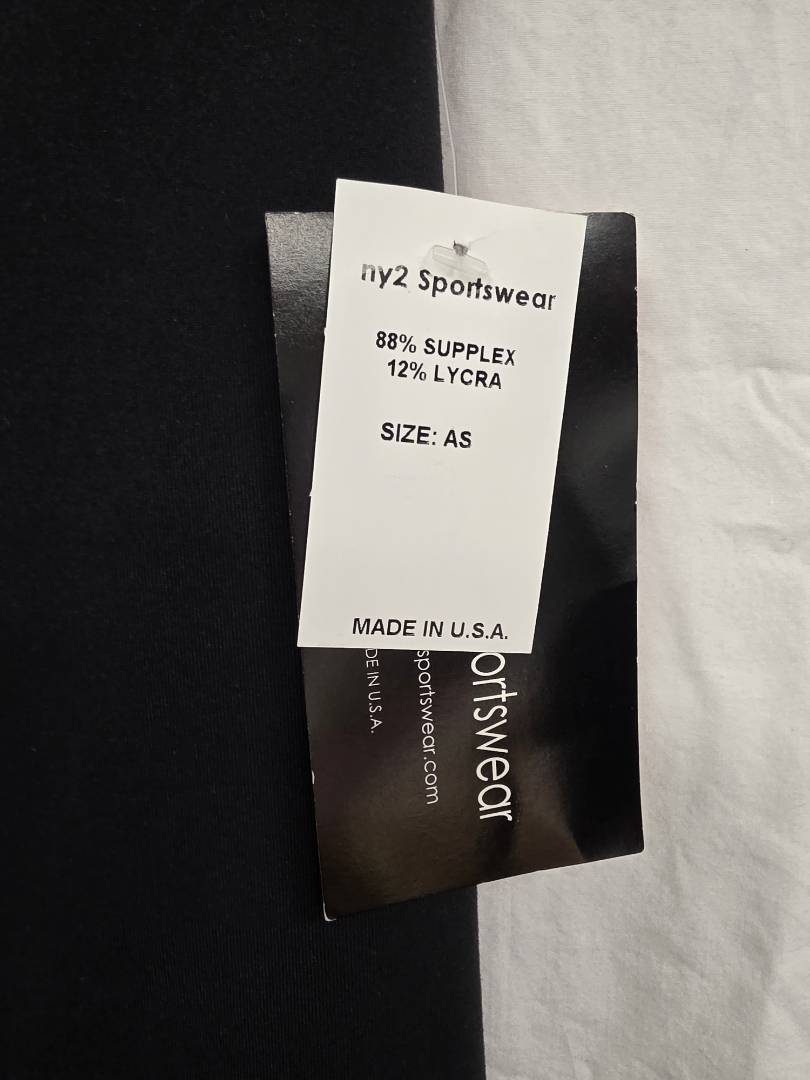 ny2 Sportswear
88% SUPPLEX
12% LYCRA
SIZE: AS
MADE IN U.S.A.
ortswear
sportswear.com
DE IN U.S.A.